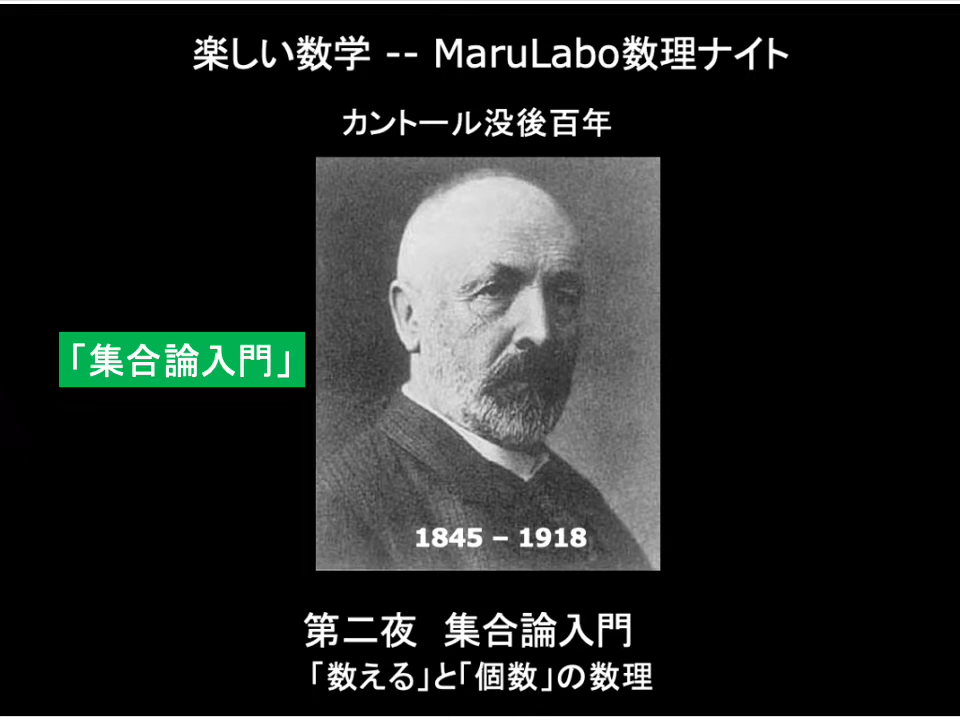 楽しい数学 -- MaruLabo数理ナイト
カントール没後百年
「集合論入門」
1845 – 1918
第二夜 集合論入門
「数える」と「個数」の数理